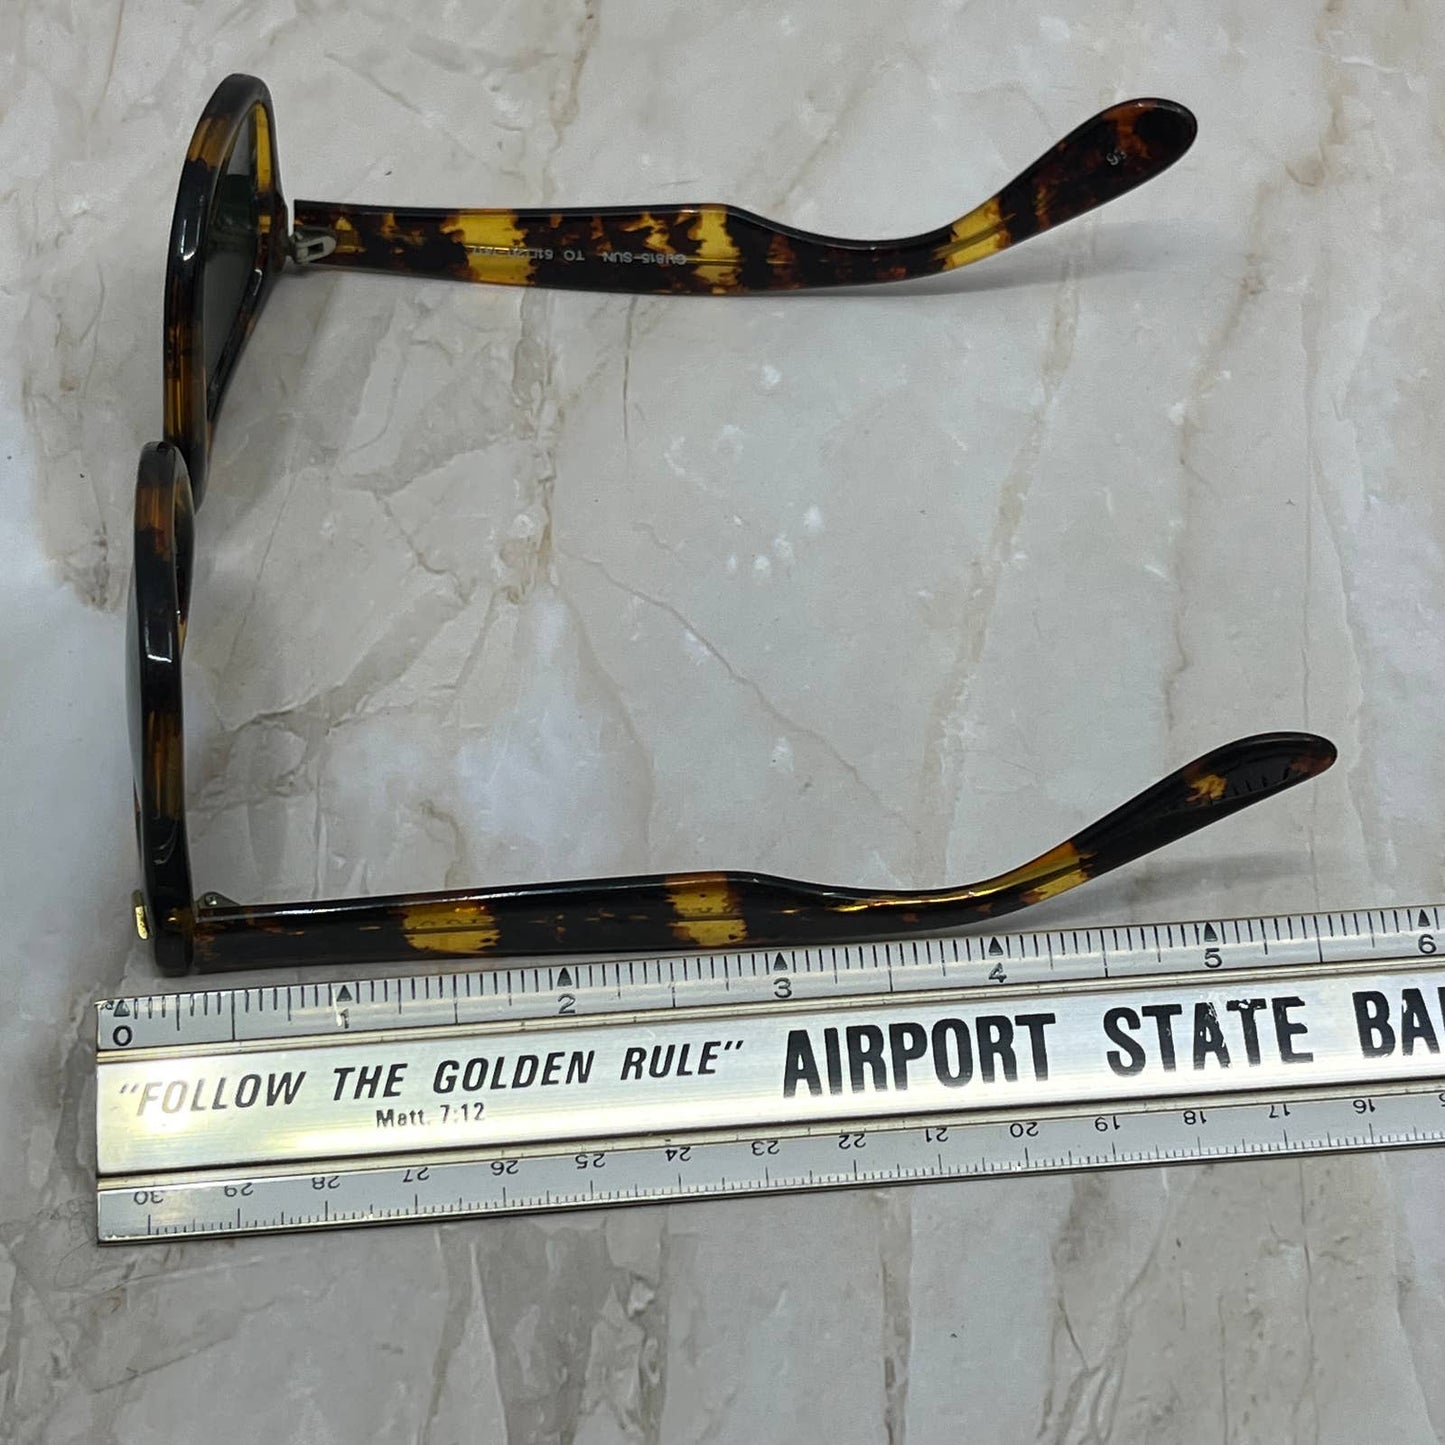 GU815-SUN TO
0 1 2 3 4 5 6
"FOLLOW THE GOLDEN RULE" AIRPORT STATE BA
Matt. 7:12
30 29 28 27 26 25 24 23 22 21 20 19 18 17 16